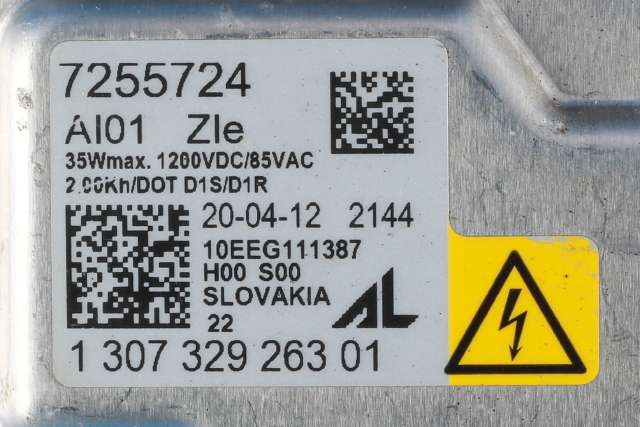 7255724
AI01 Zle
35Wmax. 1200VDC/85VAC
2.00Kh/DOT D1S/D1R
20-04-12 2144
10EEG111387
H00 S00
SLOVAKIA
22
AL
1 307 329 263 01